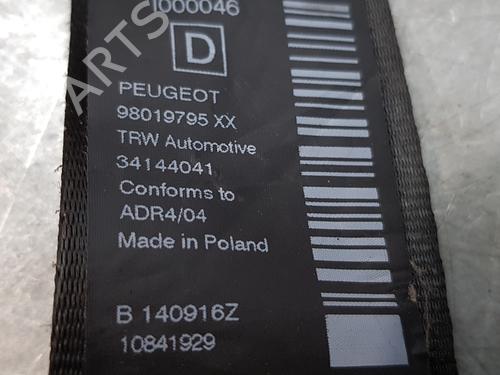 1000046
D
PEUGEOT
98019795 XX
TRW Automotive
34144041
Conforms to
ADR4/04
Made in Poland
B 140916Z
10841929